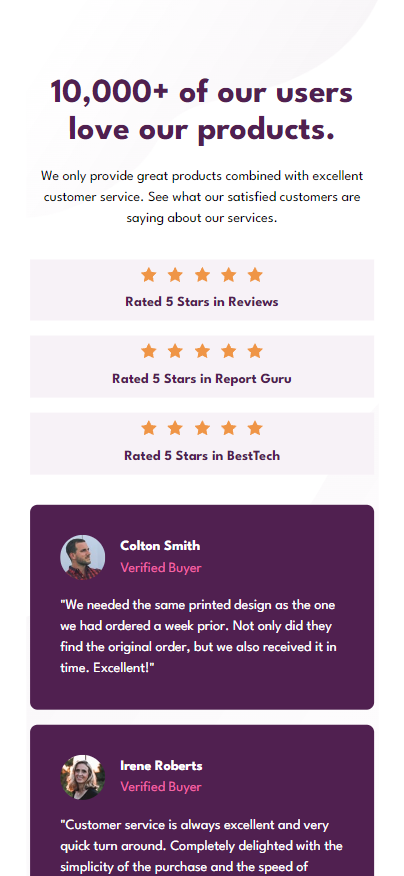 10,000+ of our users
love our products.
We only provide great products combined with excellent
customer service. See what our satisfied customers are
saying about our services.
Rated 5 Stars in Reviews
Rated 5 Stars in Report Guru
Rated 5 Stars in BestTech
Colton Smith
Verified Buyer
"We needed the same printed design as the one
we had ordered a week prior. Not only did they
find the original order, but we also received it in
time. Excellent!"
Irene Roberts
Verified Buyer
"Customer service is always excellent and very
quick turn around. Completely delighted with the
simplicity of the purchase and the speed of